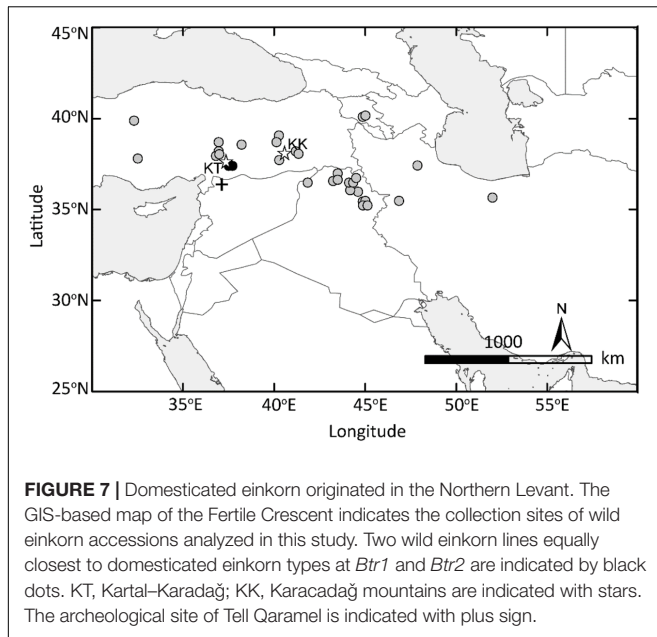 45°N
40°N
35°N
30°N
25°N
Latitude
KT
KK
N
1000
km
35°E
40°E
45°E
50°E
55°E
Longitude
FIGURE 7 | Domesticated einkorn originated in the Northern Levant. The
GIS-based map of the Fertile Crescent indicates the collection sites of wild
einkorn accessions analyzed in this study. Two wild einkorn lines equally
closest to domesticated einkorn types at Btr1 and Btr2 are indicated by black
dots. KT, Kartal–Karadağ; KK, Karacadağ mountains are indicated with stars.
The archeological site of Tell Qaramel is indicated with plus sign.